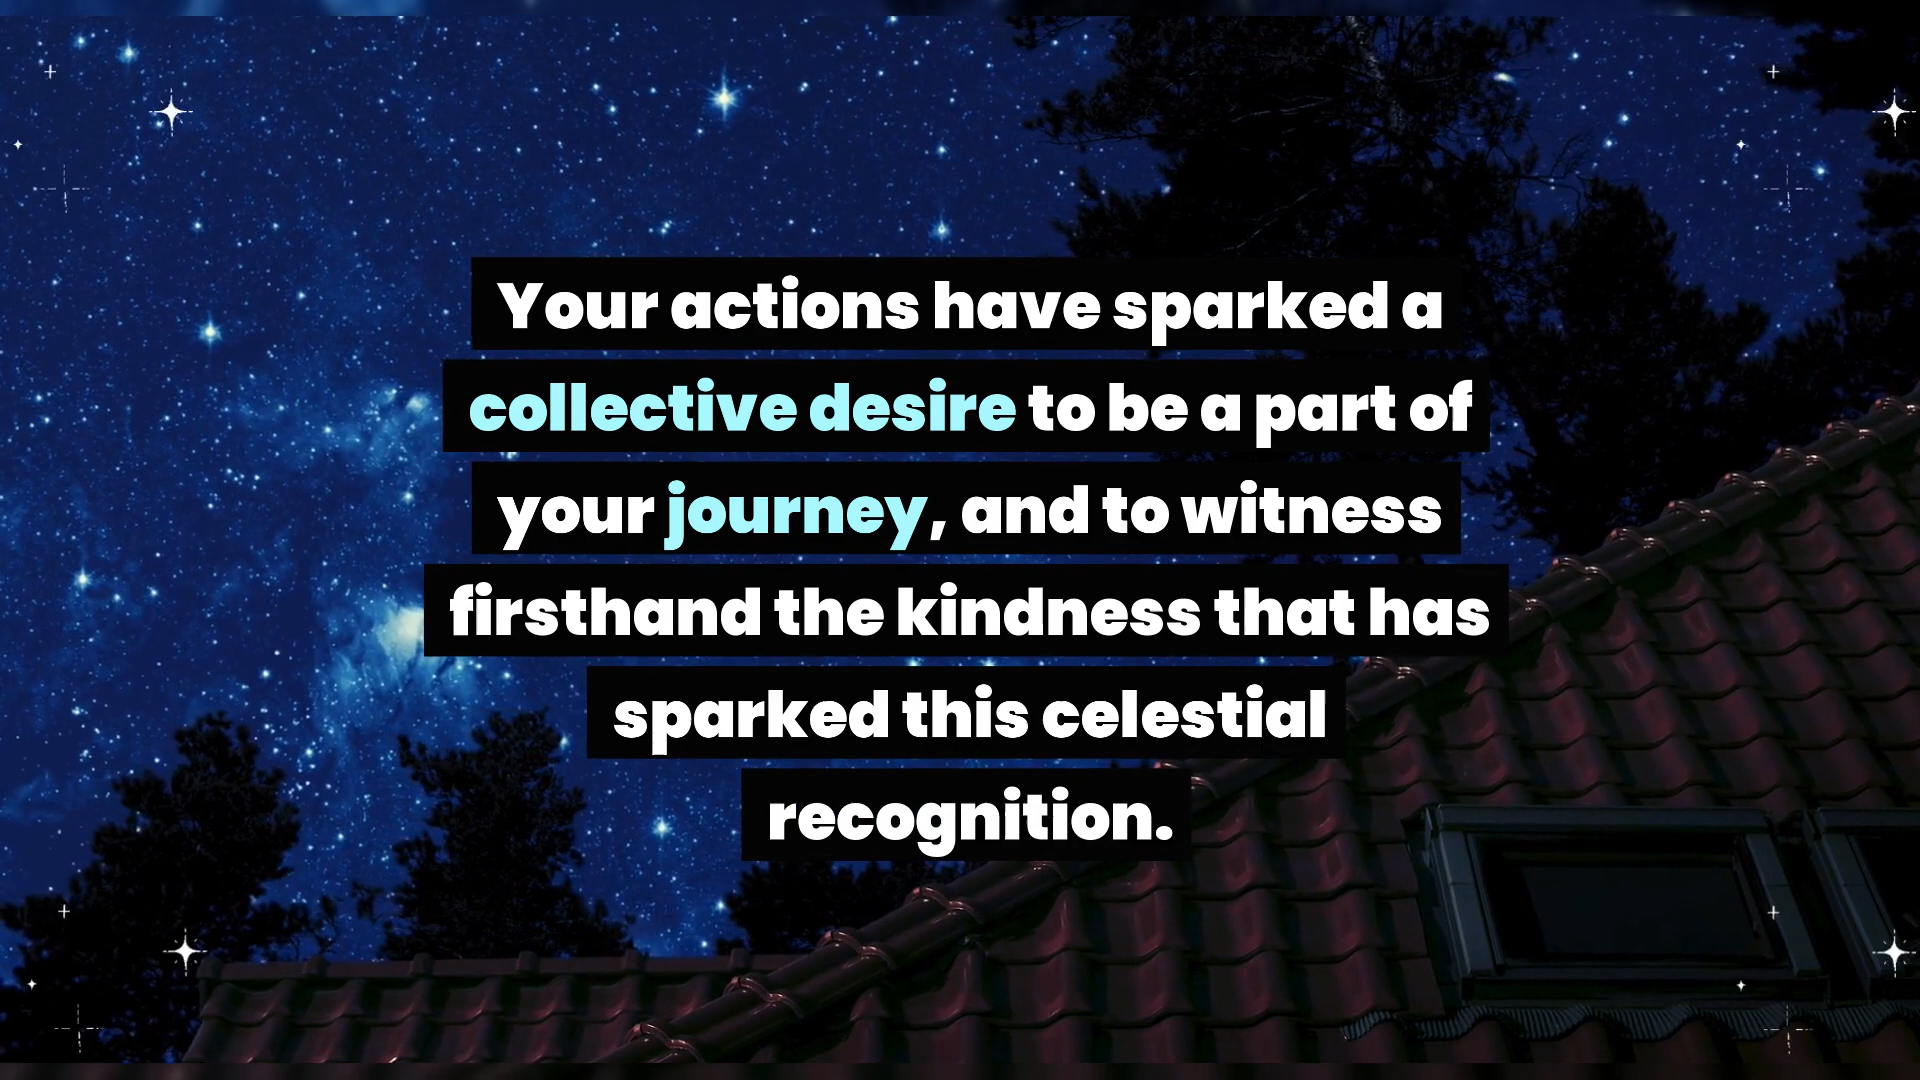 Your actions have sparked a
collective desire to be a part of
your journey, and to witness
firsthand the kindness that has
sparked this celestial
recognition.